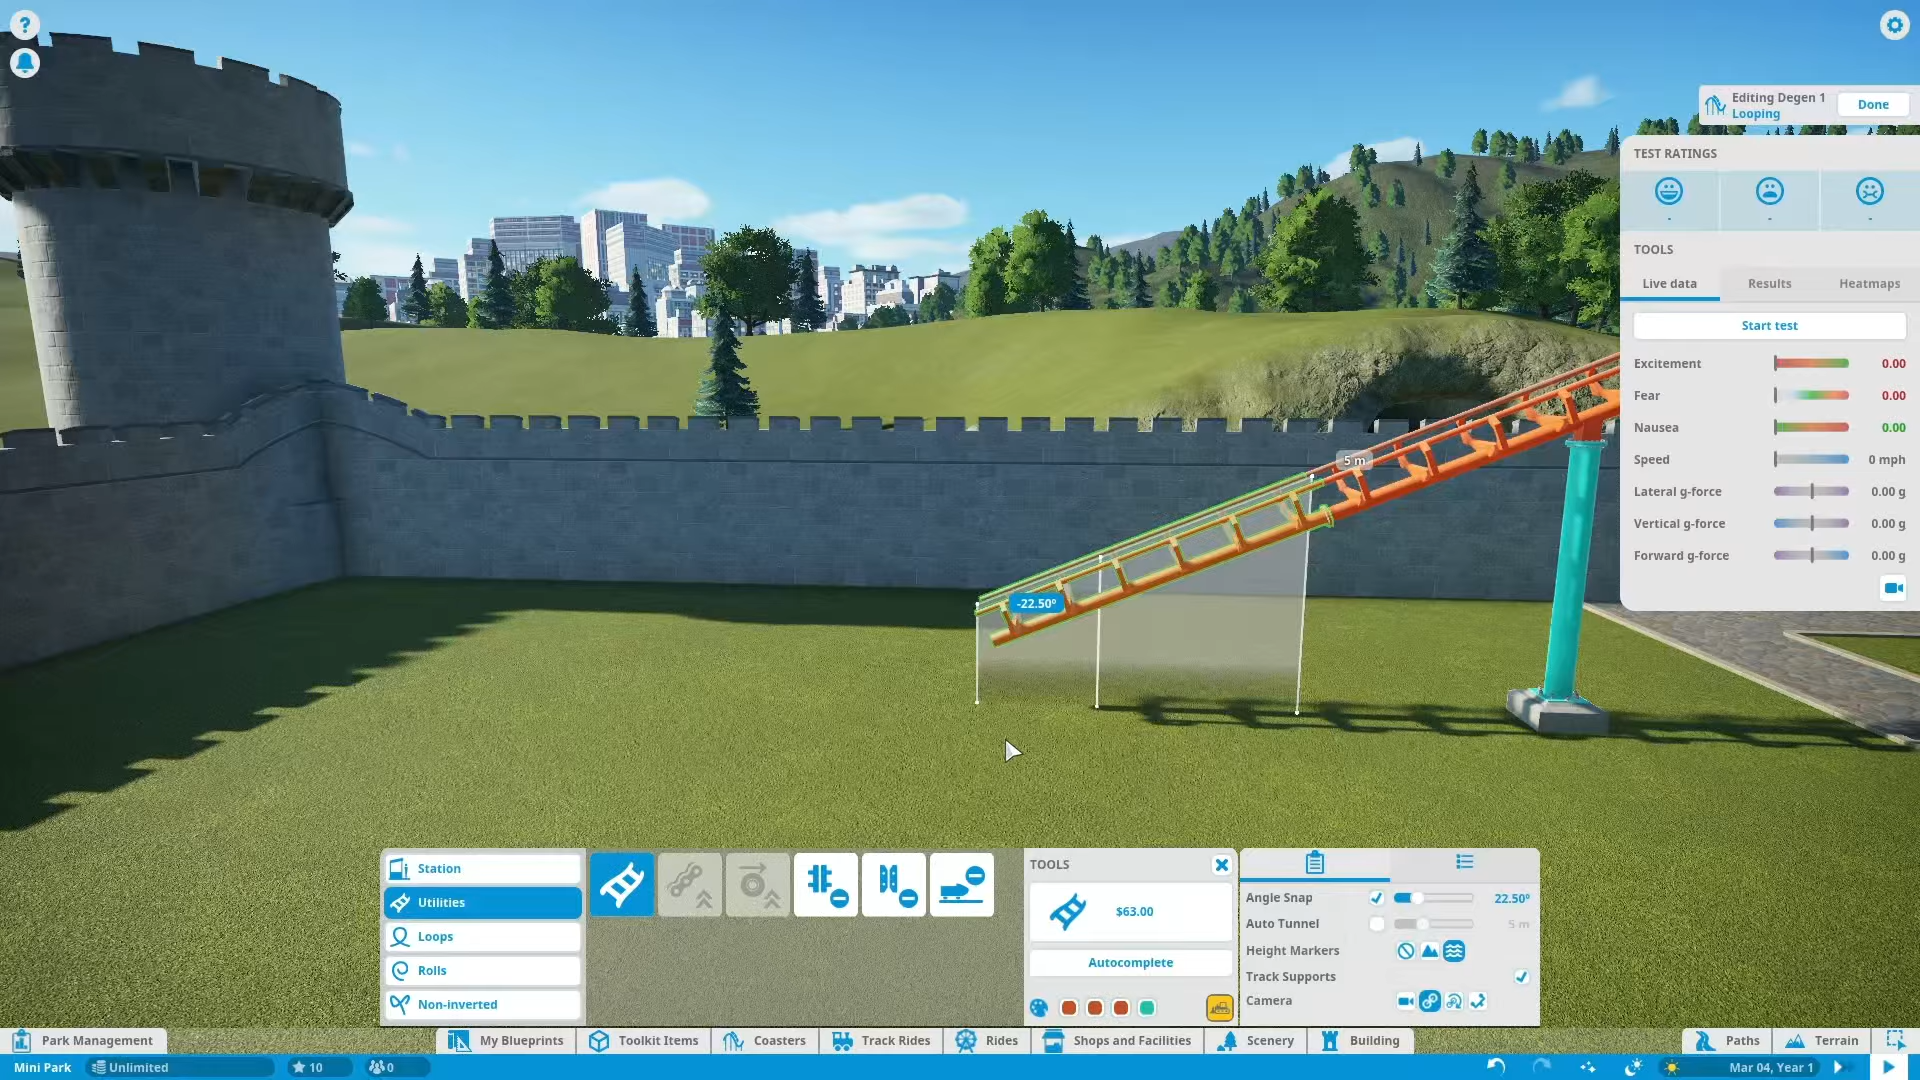 ?
Editing Degen 1
Looping
Done
TEST RATINGS
- - -
TOOLS
Live data Results Heatmaps
Start test
Excitement 0.00
Fear 0.00
Nausea 0.00
Speed 0 mph
Lateral g-force 0.00 g
Vertical g-force 0.00 g
Forward g-force 0.00 g
5 m
-22.50º
Station
Utilities
Loops
Rolls
Non-inverted
TOOLS
$63.00
Autocomplete
Angle Snap 22.50º
Auto Tunnel 5 m
Height Markers
Track Supports
Camera
Park Management My Blueprints Toolkit Items Coasters Track Rides Rides Shops and Facilities Scenery Building Paths Terrain
Mini Park Unlimited 10 0 Mar 04, Year 1